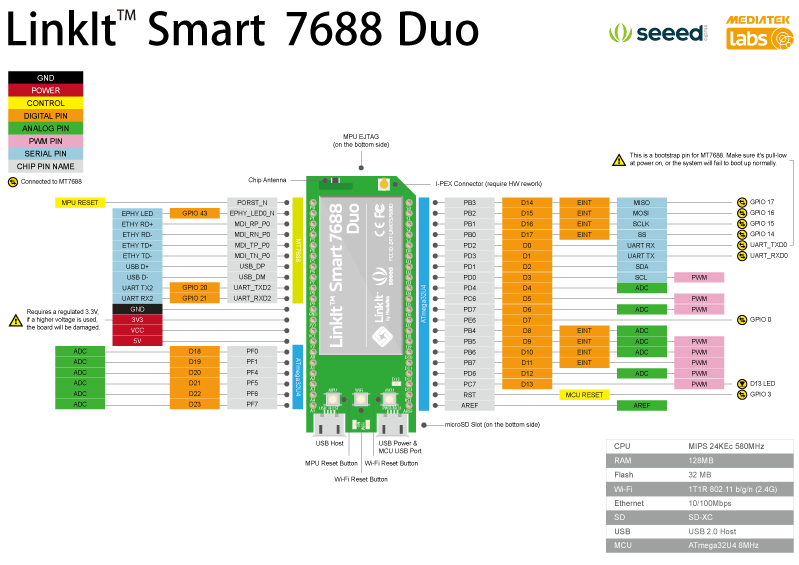 LinkIt™ Smart 7688 Duo
seeed
studio
MEDIATEK
labs
GND
POWER
CONTROL
DIGITAL PIN
ANALOG PIN
PWM PIN
SERIAL PIN
CHIP PIN NAME
Connected to MT7688
MPU EJTAG
(on the bottom side)
Chip Antenna
I-PEX Connector (require HW rework)
This is a bootstrap pin for MT7688. Make sure it's pull-low
at power on, or the system will fail to boot up normally.
MPU RESET PORST_N
EPHY LED GPIO 43 EPHY_LED0_N
ETHY RD+ MDI_RP_P0
ETHY RD- MDI_RN_P0
ETHY TD+ MDI_TP_P0
ETHY TD- MDI_TN_P0
USB D+ USB_DP
USB D- USB_DM
UART TX2 GPIO 20 UART_TXD2
UART RX2 GPIO 21 UART_RXD2
GND
3V3
VCC
5V
Requires a regulated 3.3V,
if a higher voltage is used,
the board will be damaged.
ADC D18 PF0
ADC D19 PF1
ADC D20 PF4
ADC D21 PF5
ADC D22 PF6
ADC D23 PF7
MT7688
ATmega32U4
LinkIt™ Smart 7688
Duo
LinkIt
ATmega32U4
PB3 D14 EINT MISO GPIO 17
PB2 D15 EINT MOSI GPIO 16
PB1 D16 EINT SCLK GPIO 15
PB0 D17 EINT SS GPIO 14
PD2 D0 UART RX UART_TXD0
PD3 D1 UART TX UART_RXD0
PD1 D2 SDA
PD0 D3 SCL PWM
PD4 D4 ADC
PC6 D5 PWM
PD7 D6 ADC PWM
PE6 D7 GPIO 0
PB4 D8 EINT ADC
PB5 D9 EINT ADC PWM
PB6 D10 EINT ADC PWM
PB7 D11 EINT PWM
PD6 D12 ADC PWM
PC7 D13 PWM D13 LED
RST MCU RESET GPIO 3
AREF AREF
microSD Slot (on the bottom side)
USB Host
USB Power &
MCU USB Port
MPU Reset Button
Wi-Fi Reset Button
Wi-Fi Reset Button
CPU MIPS 24KEc 580MHz
RAM 128MB
Flash 32 MB
Wi-Fi 1T1R 802.11 b/g/n (2.4G)
Ethernet 10/100Mbps
SD SD-XC
USB USB 2.0 Host
MCU ATmega32U4 8MHz